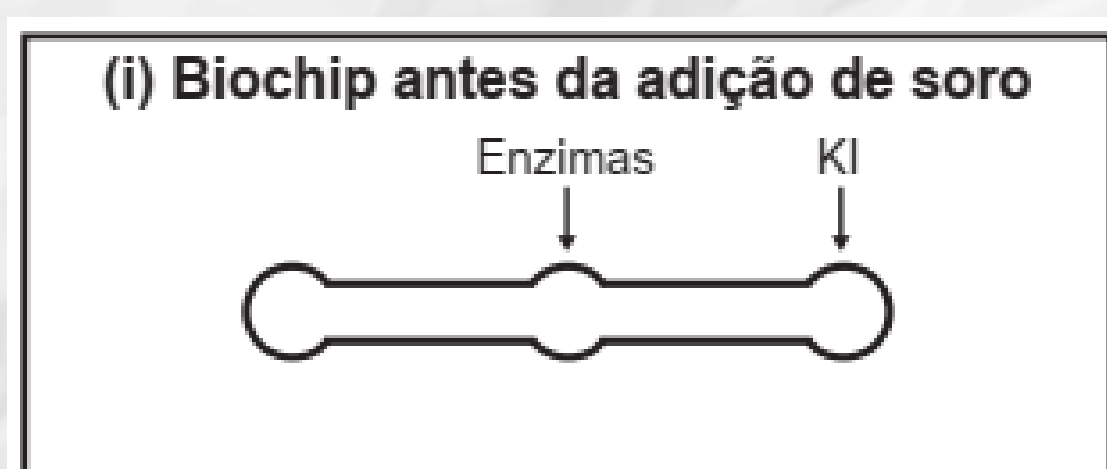 (i) Biochip antes da adição de soro
Enzimas KI